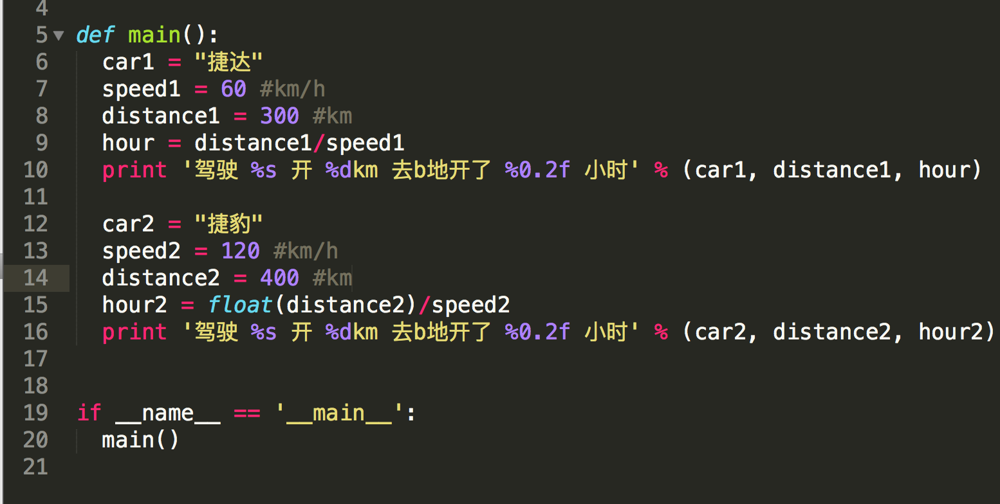 4
5 def main():
6 car1 = "捷达"
7 speed1 = 60 #km/h
8 distance1 = 300 #km
9 hour = distance1/speed1
10 print '驾驶 %s 开 %dkm 去b地开了 %0.2f 小时' % (car1, distance1, hour)
11
12 car2 = "捷豹"
13 speed2 = 120 #km/h
14 distance2 = 400 #km
15 hour2 = float(distance2)/speed2
16 print '驾驶 %s 开 %dkm 去b地开了 %0.2f 小时' % (car2, distance2, hour2)
17
18
19 if __name__ == '__main__':
20 main()
21